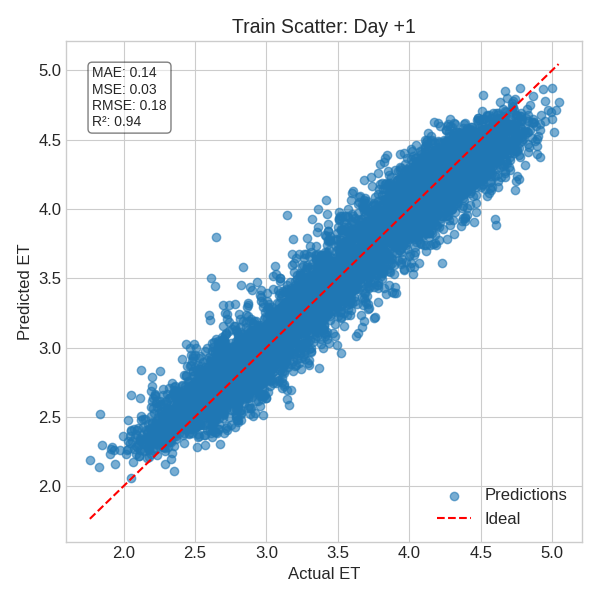 Train Scatter: Day +1
MAE: 0.14
MSE: 0.03
RMSE: 0.18
R²: 0.94
Predicted ET
5.0
4.5
4.0
3.5
3.0
2.5
2.0
Predictions
Ideal
2.0 2.5 3.0 3.5 4.0 4.5 5.0
Actual ET